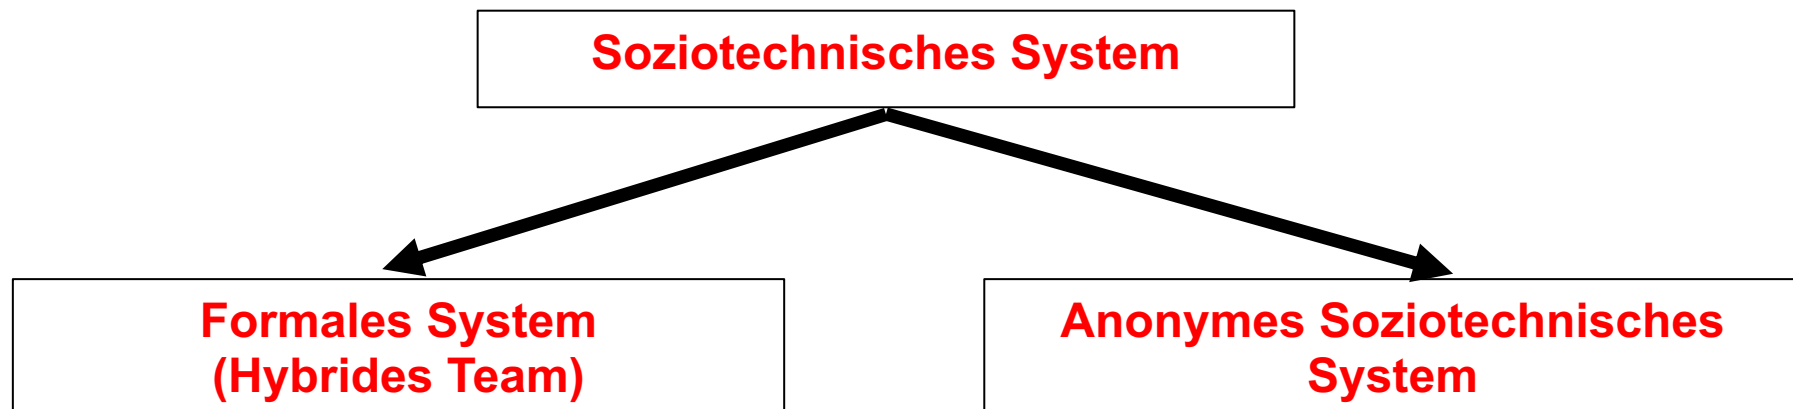 Soziotechnisches System
Formales System
(Hybrides Team)
Anonymes Soziotechnisches
System